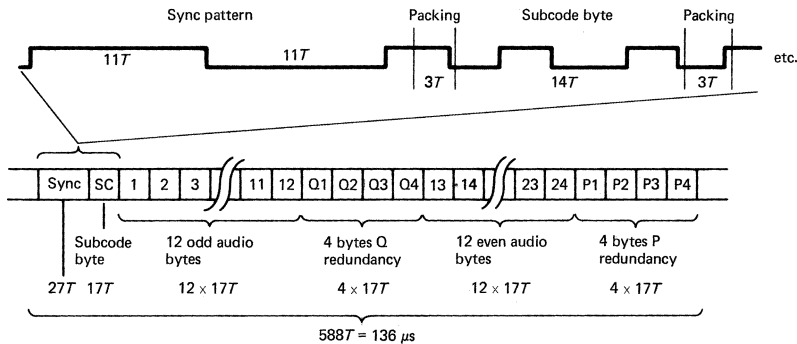 Sync pattern Packing Subcode byte Packing
11T 11T 3T 14T 3T etc.
Sync SC 1 2 3 11 12 Q1 Q2 Q3 Q4 13 14 23 24 P1 P2 P3 P4
Subcode 12 odd audio 4 bytes Q 12 even audio 4 bytes P
byte bytes redundancy bytes redundancy
27T 17T 12 × 17T 4 × 17T 12 × 17T 4 × 17T
588T = 136 μs